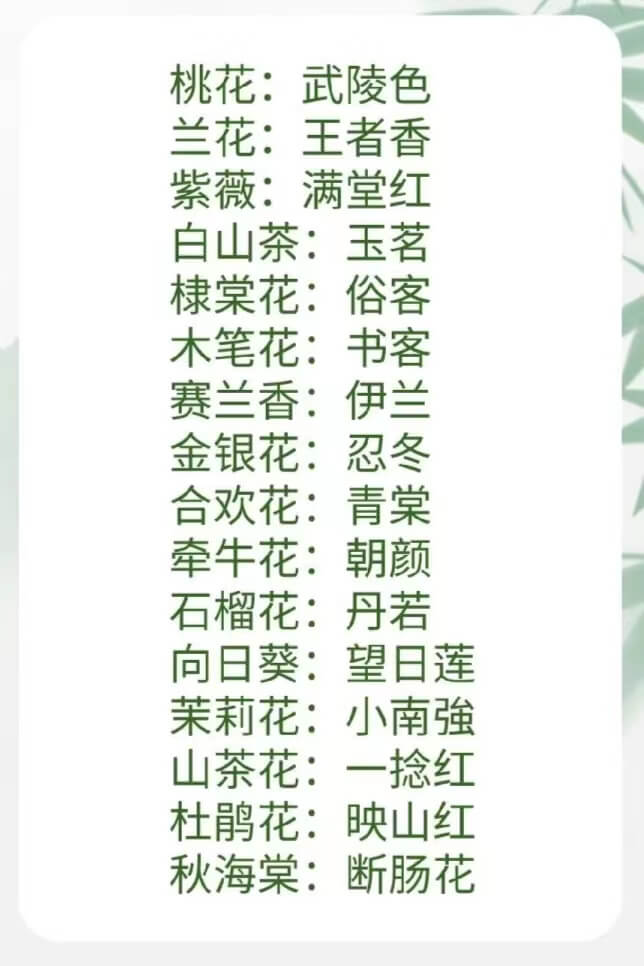 桃花：武陵色
兰花：王者香
紫薇：满堂红
白山茶：玉茗
棣棠花：俗客
木笔花：书客
赛兰香：伊兰
金银花：忍冬
合欢花：青棠
牵牛花：朝颜
石榴花：丹若
向日葵：望日莲
茉莉花：小南強
山茶花：一捻红
杜鹃花：映山红
秋海棠：断肠花